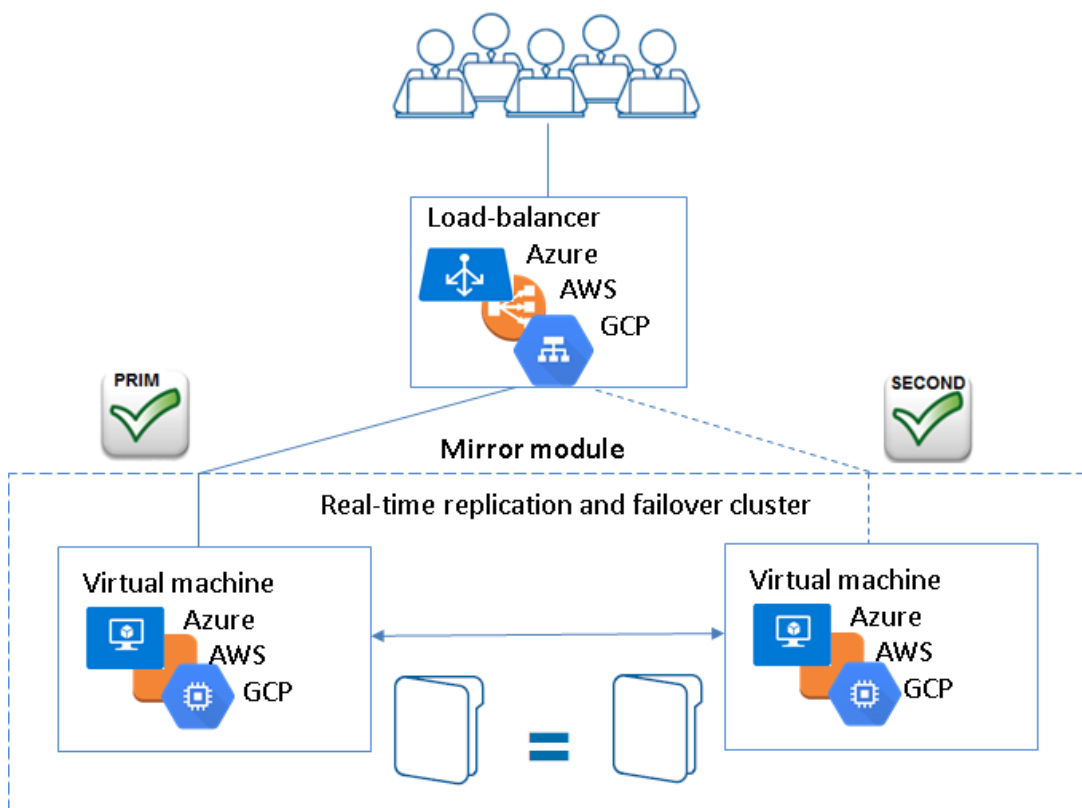 Load-balancer
Azure
AWS
GCP
PRIM
SECOND
Mirror module
Real-time replication and failover cluster
Virtual machine
Azure
AWS
GCP
Virtual machine
Azure
AWS
GCP